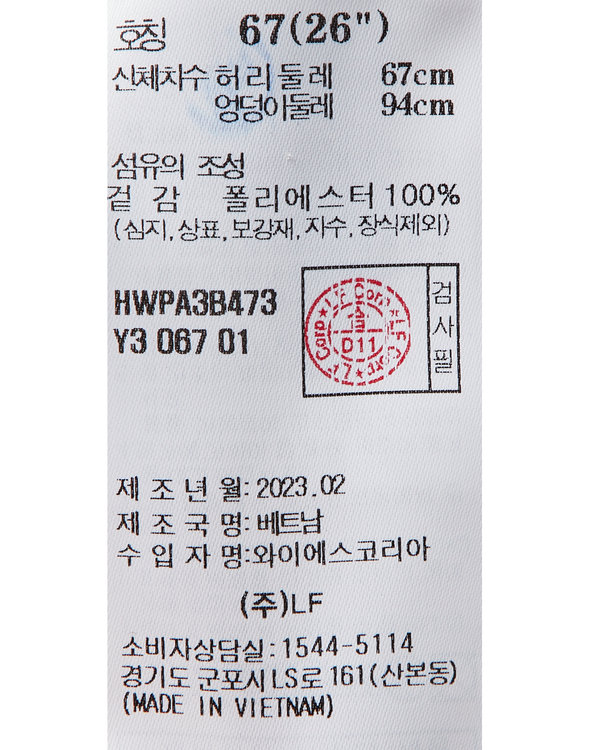 호칭 67(26")
신체치수 허리둘레 67cm
엉덩이둘레 94cm
섬유의 조성
겉 감 폴리에스터 100%
(심지, 상표, 보강재, 자수, 장식제외)
HWPA3B473
Y3 067 01
D11
검사필
제 조 년 월: 2023.02
제 조 국 명: 베트남
수 입 자 명:와이에스코리아
(주)LF
소비자상담실: 1544-5114
경기도 군포시 LS로 161(산본동)
(MADE IN VIETNAM)